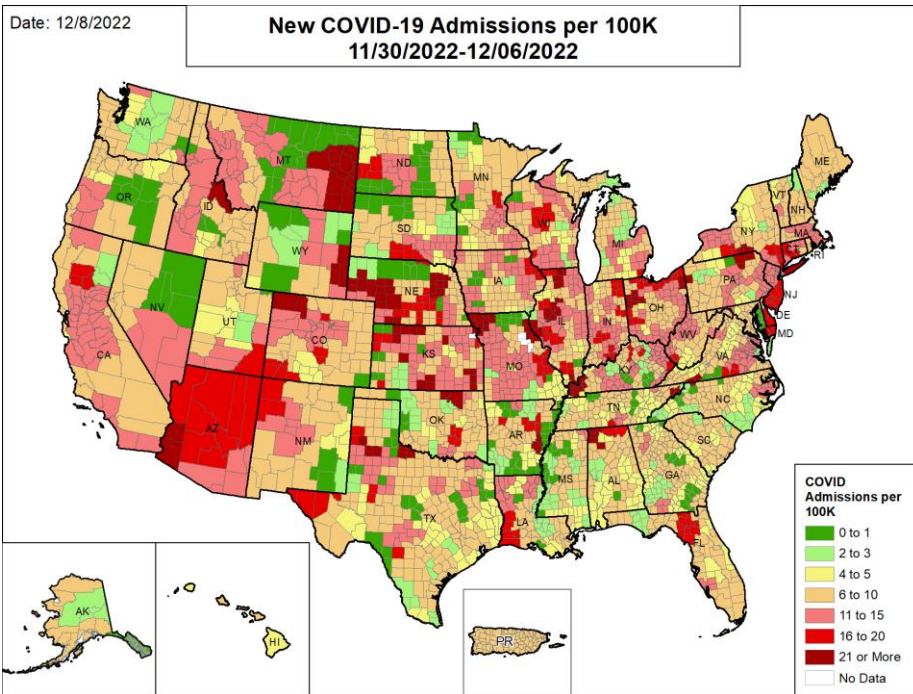 Date: 12/8/2022
New COVID-19 Admissions per 100K
11/30/2022-12/06/2022
WA
MT
ND
MN
ME
OR
ID
SD
WI
VT
NH
WY
MI
NY
MA
CT
RI
IA
NE
PA
NV
UT
IL
IN
OH
NJ
DE
CO
MD
CA
KS
MO
WV
VA
KY
AZ
NM
OK
AR
TN
NC
SC
MS
AL
GA
TX
LA
FL
COVID
Admissions per
100K
0 to 1
2 to 3
4 to 5
6 to 10
11 to 15
16 to 20
21 or More
No Data
AK
HI
PR